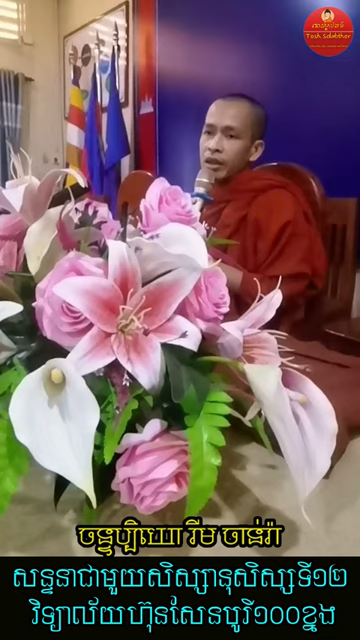 Tesh Salakthor
ចន្ទប្បិយោ រឹម ចាន់រ៉ា
សន្ទនាជាមួយសិស្សានុសិស្សទី១២
វិទ្យាល័យហ៊ុនសែនបូរី១០០ខ្នង